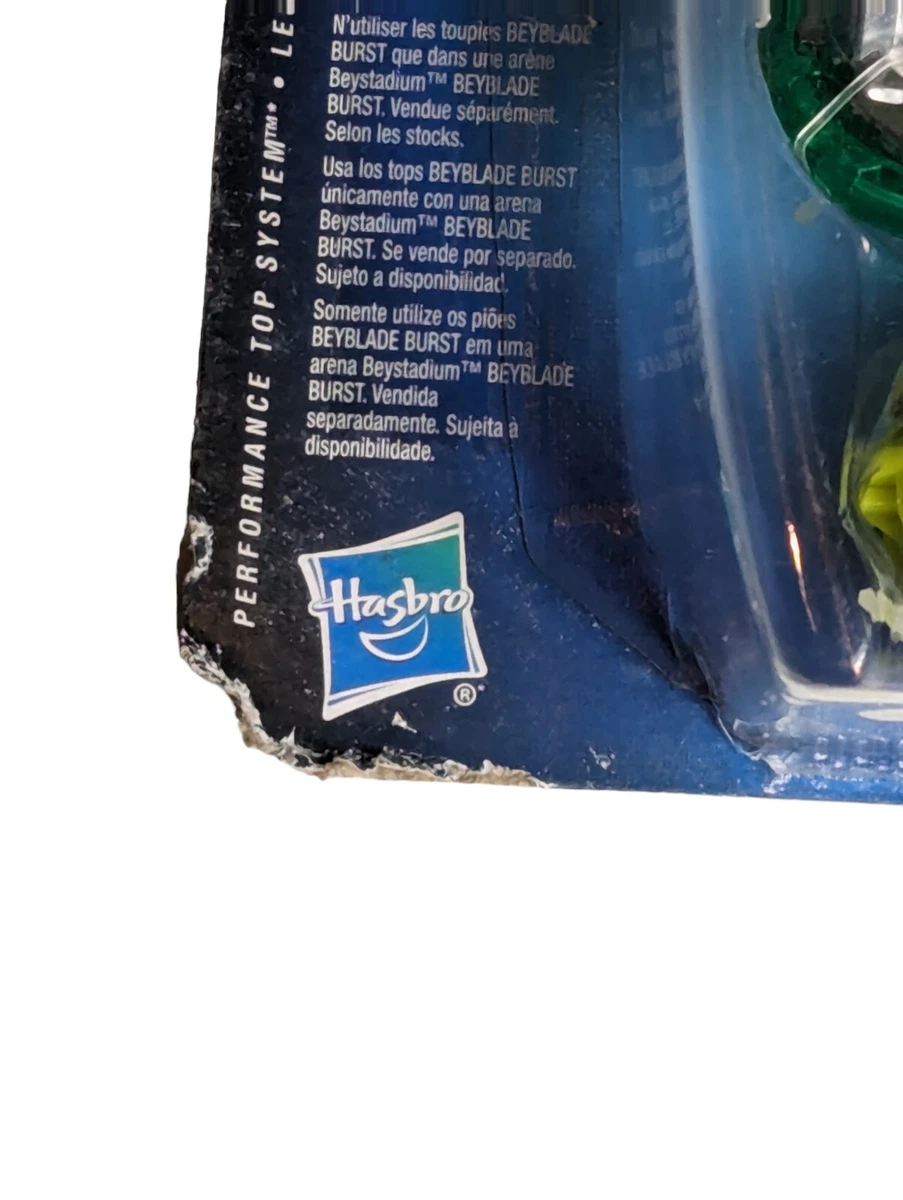 N'utiliser les toupies BEYBLADE
BURST que dans une arène
Beystadium™ BEYBLADE
BURST. Vendue séparément.
Selon les stocks.
Usa los tops BEYBLADE BURST
únicamente con una arena
Beystadium™ BEYBLADE
BURST. Se vende por separado.
Sujeto a disponibilidad.
Somente utilize os piões
BEYBLADE BURST em uma
arena Beystadium™ BEYBLADE
BURST. Vendida
separadamente. Sujeita à
disponibilidade.
PERFORMANCE TOP SYSTEM™* • LE
Hasbro
®